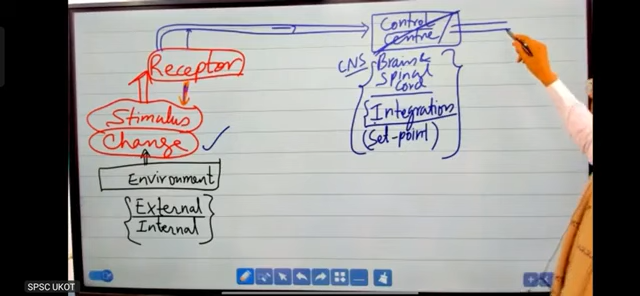 Control
Centre
Receptor
CNS
Brain &
Spinal
Cord
Stimulus
Integration
Change
(Set-point)
Environment
External
Internal
SPSC UKOT